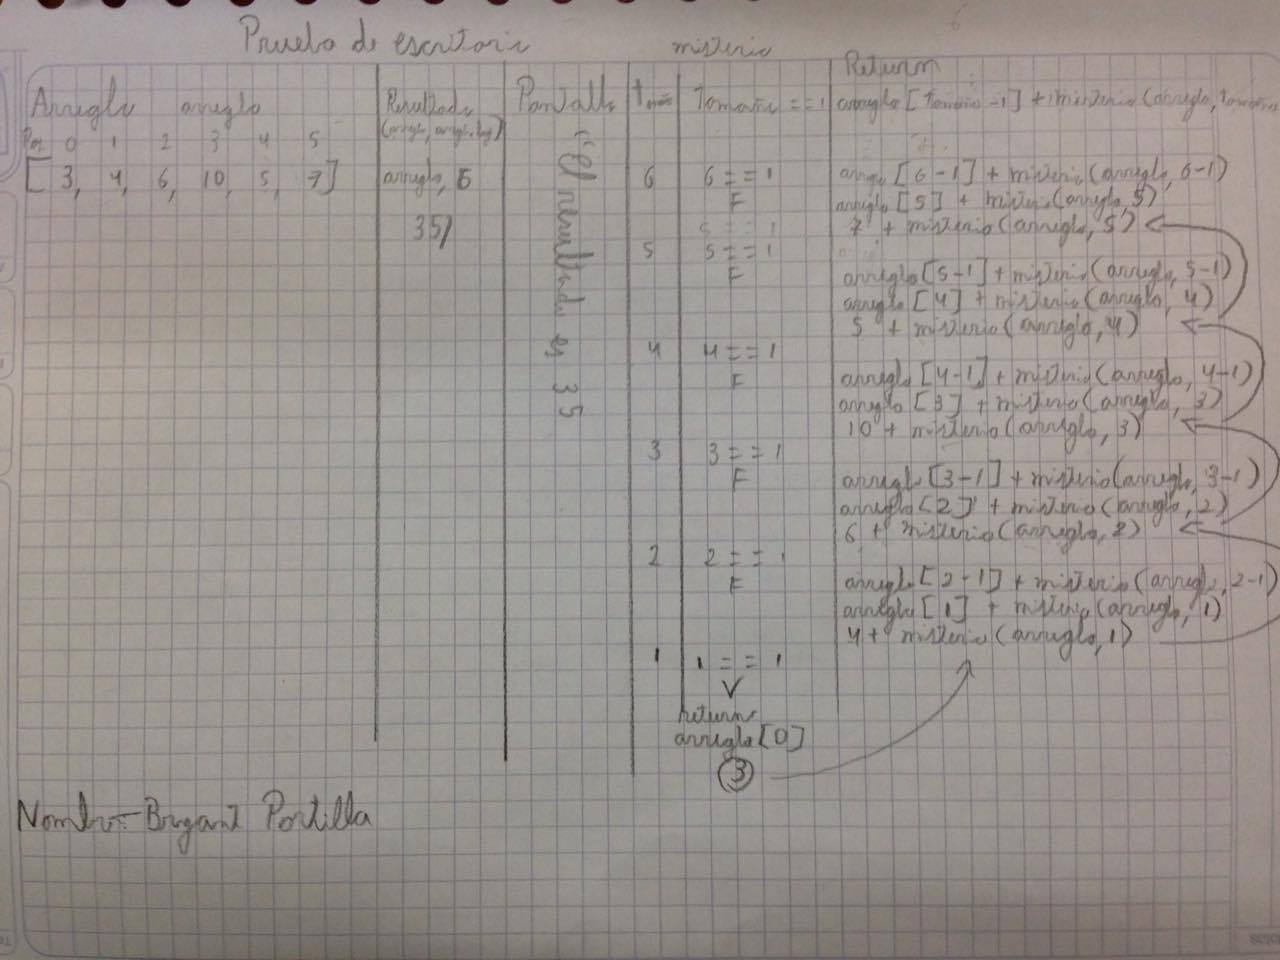 Prueba de escritorio misterio
Arreglo arreglo
Pos 0 1 2 3 4 5
[3, 4, 6, 10, 5, 7]
Resultado
(arreglo, arreglo.leng)
arreglo, 6
35
Pantalla
"El resultado es 35
Tam Tamaño == 1
Return
arreglo [tamaño -1] + misterio (arreglo, tamaño
6 6 == 1
F
arreglo [6-1] + misterio (arreglo, 6-1)
arreglo [5] + misterio (arreglo, 5)
7 + misterio (arreglo, 5)
5 == 1
5 5 == 1
F
arreglo [5-1] + misterio (arreglo, 5-1)
arreglo [4] + misterio (arreglo, 4)
5 + misterio (arreglo, 4)
4 4 == 1
F
arreglo [4-1] + misterio (arreglo, 4-1)
arreglo [3] + misterio (arreglo, 3)
10 + misterio (arreglo, 3)
3 3 == 1
F
arreglo [3-1] + misterio (arreglo, 3-1)
arreglo [2] + misterio (arreglo, 2)
6 + misterio (arreglo, 2)
2 2 == 1
F
arreglo [2-1] + misterio (arreglo, 2-1)
arreglo [1] + misterio (arreglo, 1)
4 + misterio (arreglo, 1)
1 1 == 1
V
return
arreglo [0]
3
Nombre- Bryant Portilla